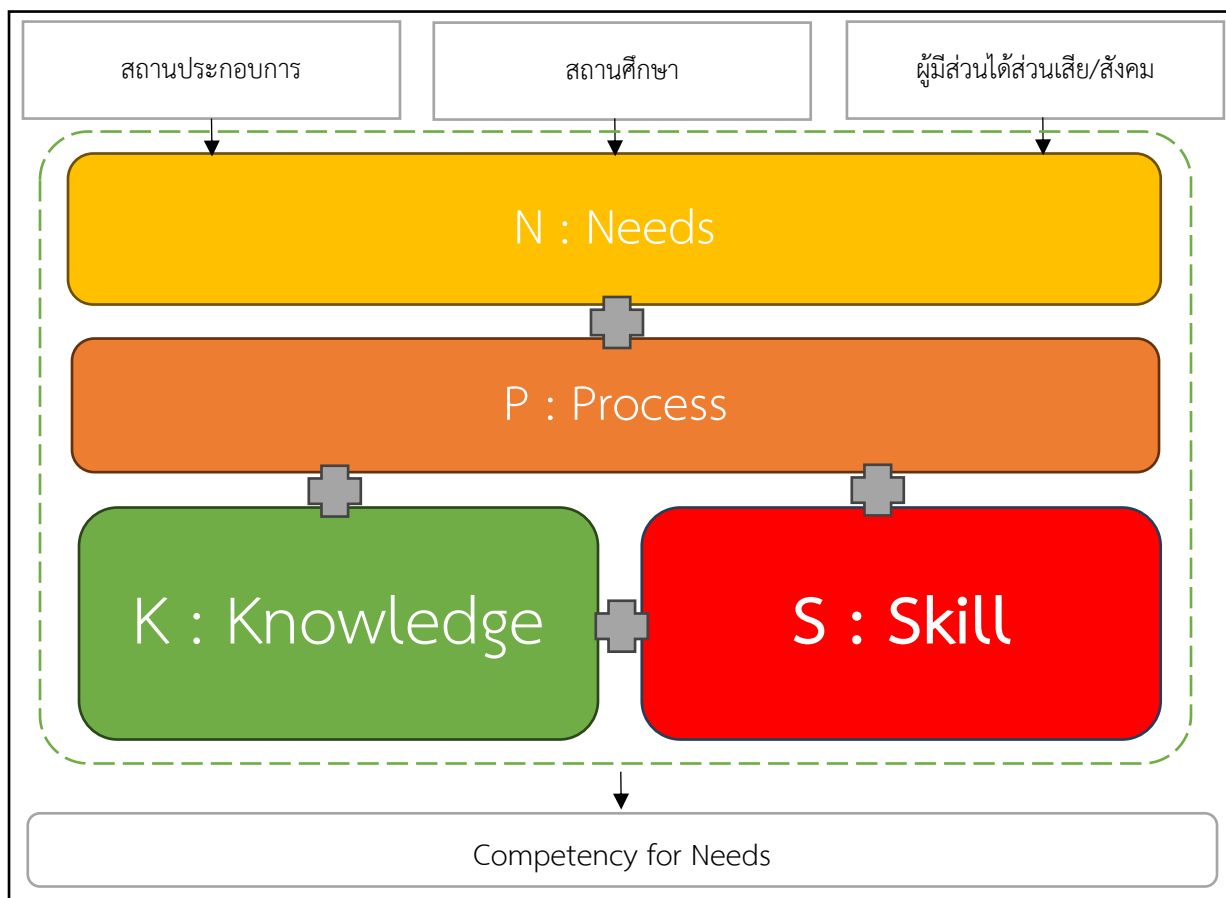 สถานประกอบการ
สถานศึกษา
ผู้มีส่วนได้ส่วนเสีย/สังคม
N : Needs
P : Process
K : Knowledge
S : Skill
Competency for Needs